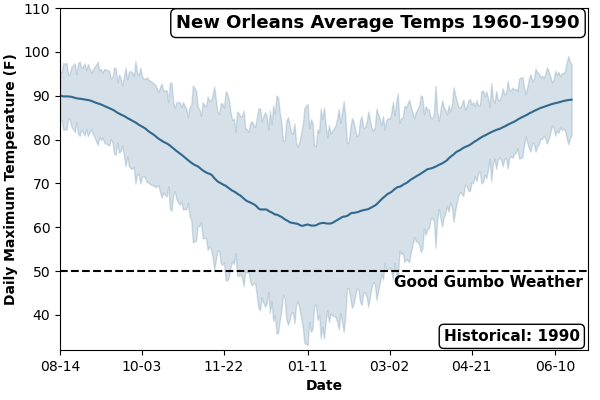 New Orleans Average Temps 1960-1990
110
100
90
80
70
60
50
40
Daily Maximum Temperature (F)
Good Gumbo Weather
Historical: 1990
08-14 10-03 11-22 01-11 03-02 04-21 06-10
Date